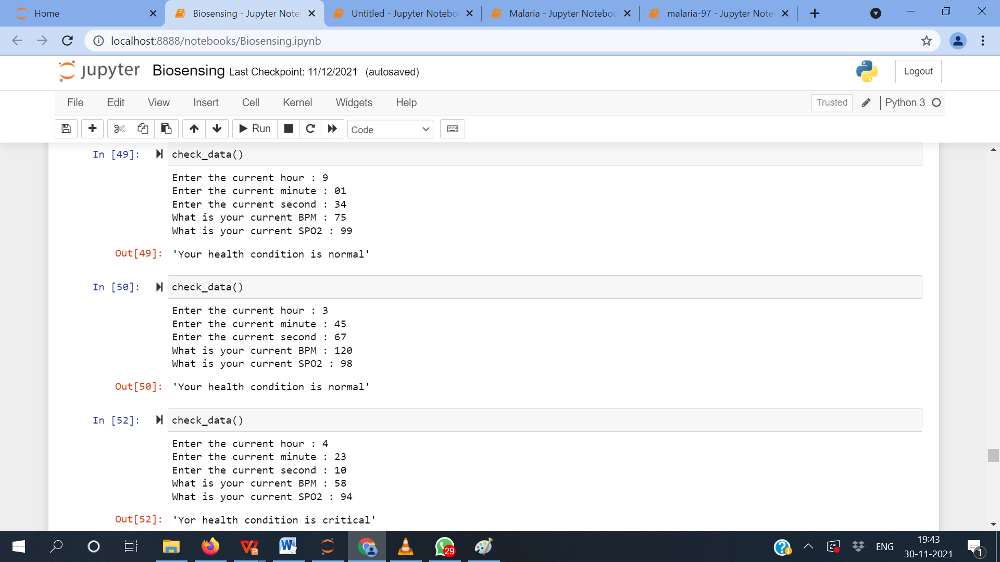 Home
Biosensing - Jupyter Note
Untitled - Jupyter Notebo
Malaria - Jupyter Noteboo
malaria-97 - Jupyter Note
localhost:8888/notebooks/Biosensing.ipynb
jupyter Biosensing Last Checkpoint: 11/12/2021 (autosaved)
Logout
File Edit View Insert Cell Kernel Widgets Help
Trusted Python 3
Run Code
In [49]: check_data()
Enter the current hour : 9
Enter the current minute : 01
Enter the current second : 34
What is your current BPM : 75
What is your current SPO2 : 99
Out[49]: 'Your health condition is normal'
In [50]: check_data()
Enter the current hour : 3
Enter the current minute : 45
Enter the current second : 67
What is your current BPM : 120
What is your current SPO2 : 98
Out[50]: 'Your health condition is normal'
In [52]: check_data()
Enter the current hour : 4
Enter the current minute : 23
Enter the current second : 10
What is your current BPM : 58
What is your current SPO2 : 94
Out[52]: 'Yor health condition is critical'
29
ENG
19:43
30-11-2021
1